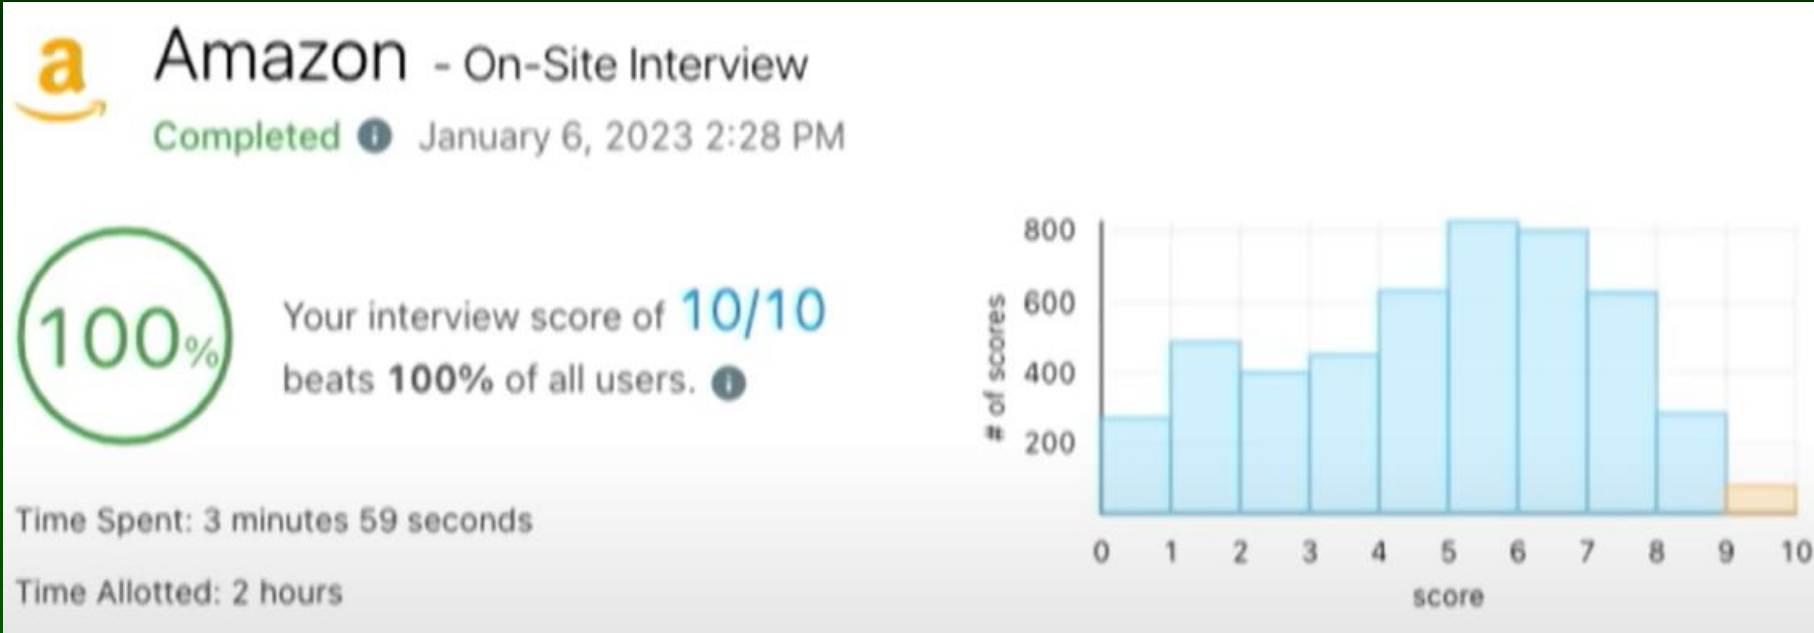 a
Amazon - On-Site Interview
Completed i January 6, 2023 2:28 PM
100%
Your interview score of 10/10
beats 100% of all users. i
Time Spent: 3 minutes 59 seconds
Time Allotted: 2 hours
# of scores
800
600
400
200
0 1 2 3 4 5 6 7 8 9 10
score